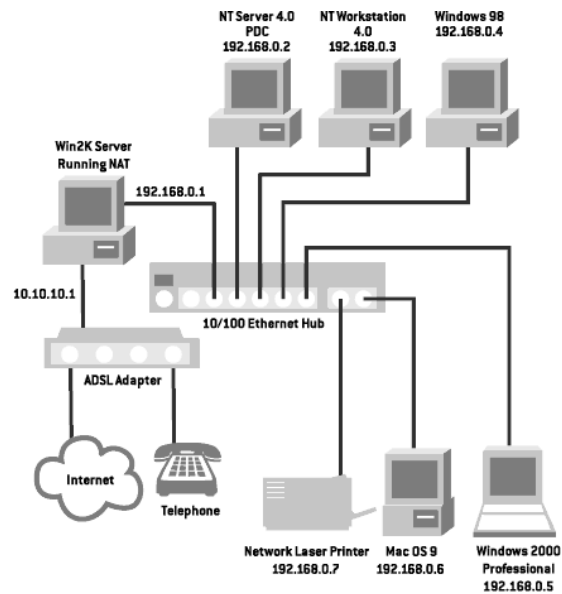 NT Server 4.0
PDC
192.168.0.2
NT Workstation
4.0
192.168.0.3
Windows 98
192.168.0.4
Win2K Server
Running NAT
192.168.0.1
10.10.10.1
10/100 Ethernet Hub
ADSL Adapter
Internet
Telephone
Network Laser Printer
192.168.0.7
Mac OS 9
192.168.0.6
Windows 2000
Professional
192.168.0.5